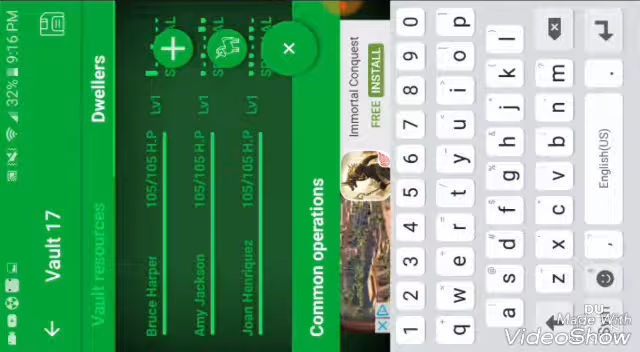 32% 9:16 PM
Vault 17
Vault resources Dwellers
Bruce Harper 105/105 H.P Lv1
Amy Jackson 105/105 H.P Lv1
Joan Henriquez 105/105 H.P Lv1
Common operations
Immortal Conquest
FREE INSTALL
1 2 3 4 5 6 7 8 9 0
q w e r t y u i o p
a s d f g h j k l
z x c v b n m
, English(US) .
Made With
VideoShow